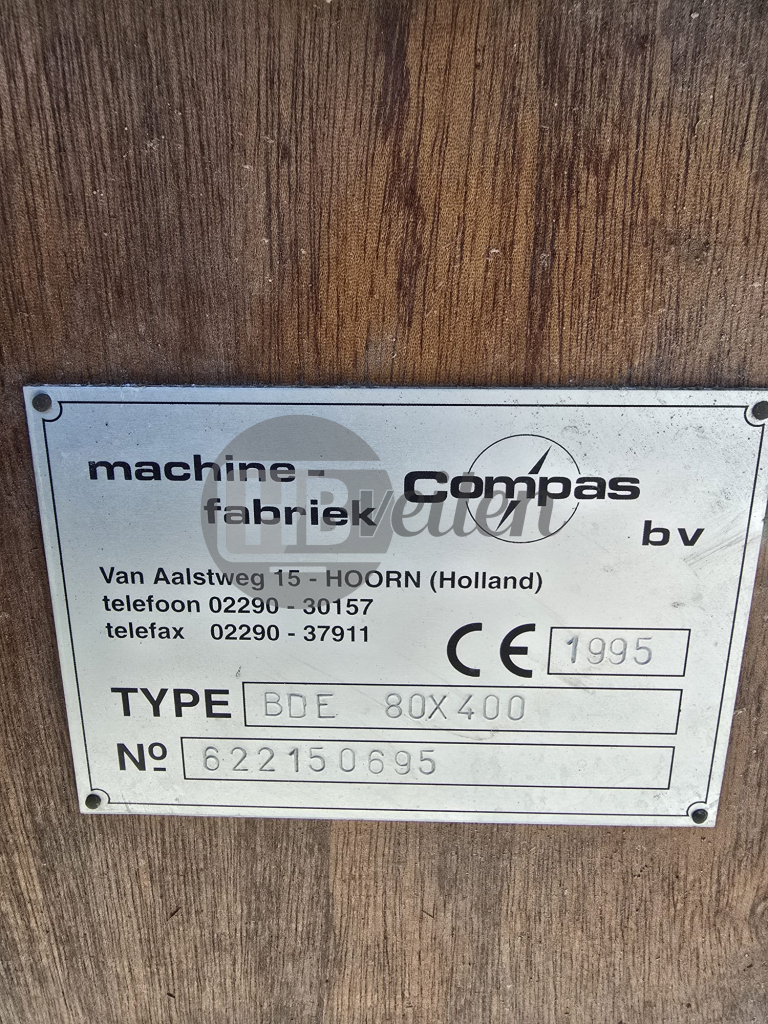 machine-
fabriek
Compas
bv
HBveiten
Van Aalstweg 15 - HOORN (Holland)
telefoon 02290 - 30157
telefax 02290 - 37911
CE 1995
TYPE BDE 80X400
Nº 622150695